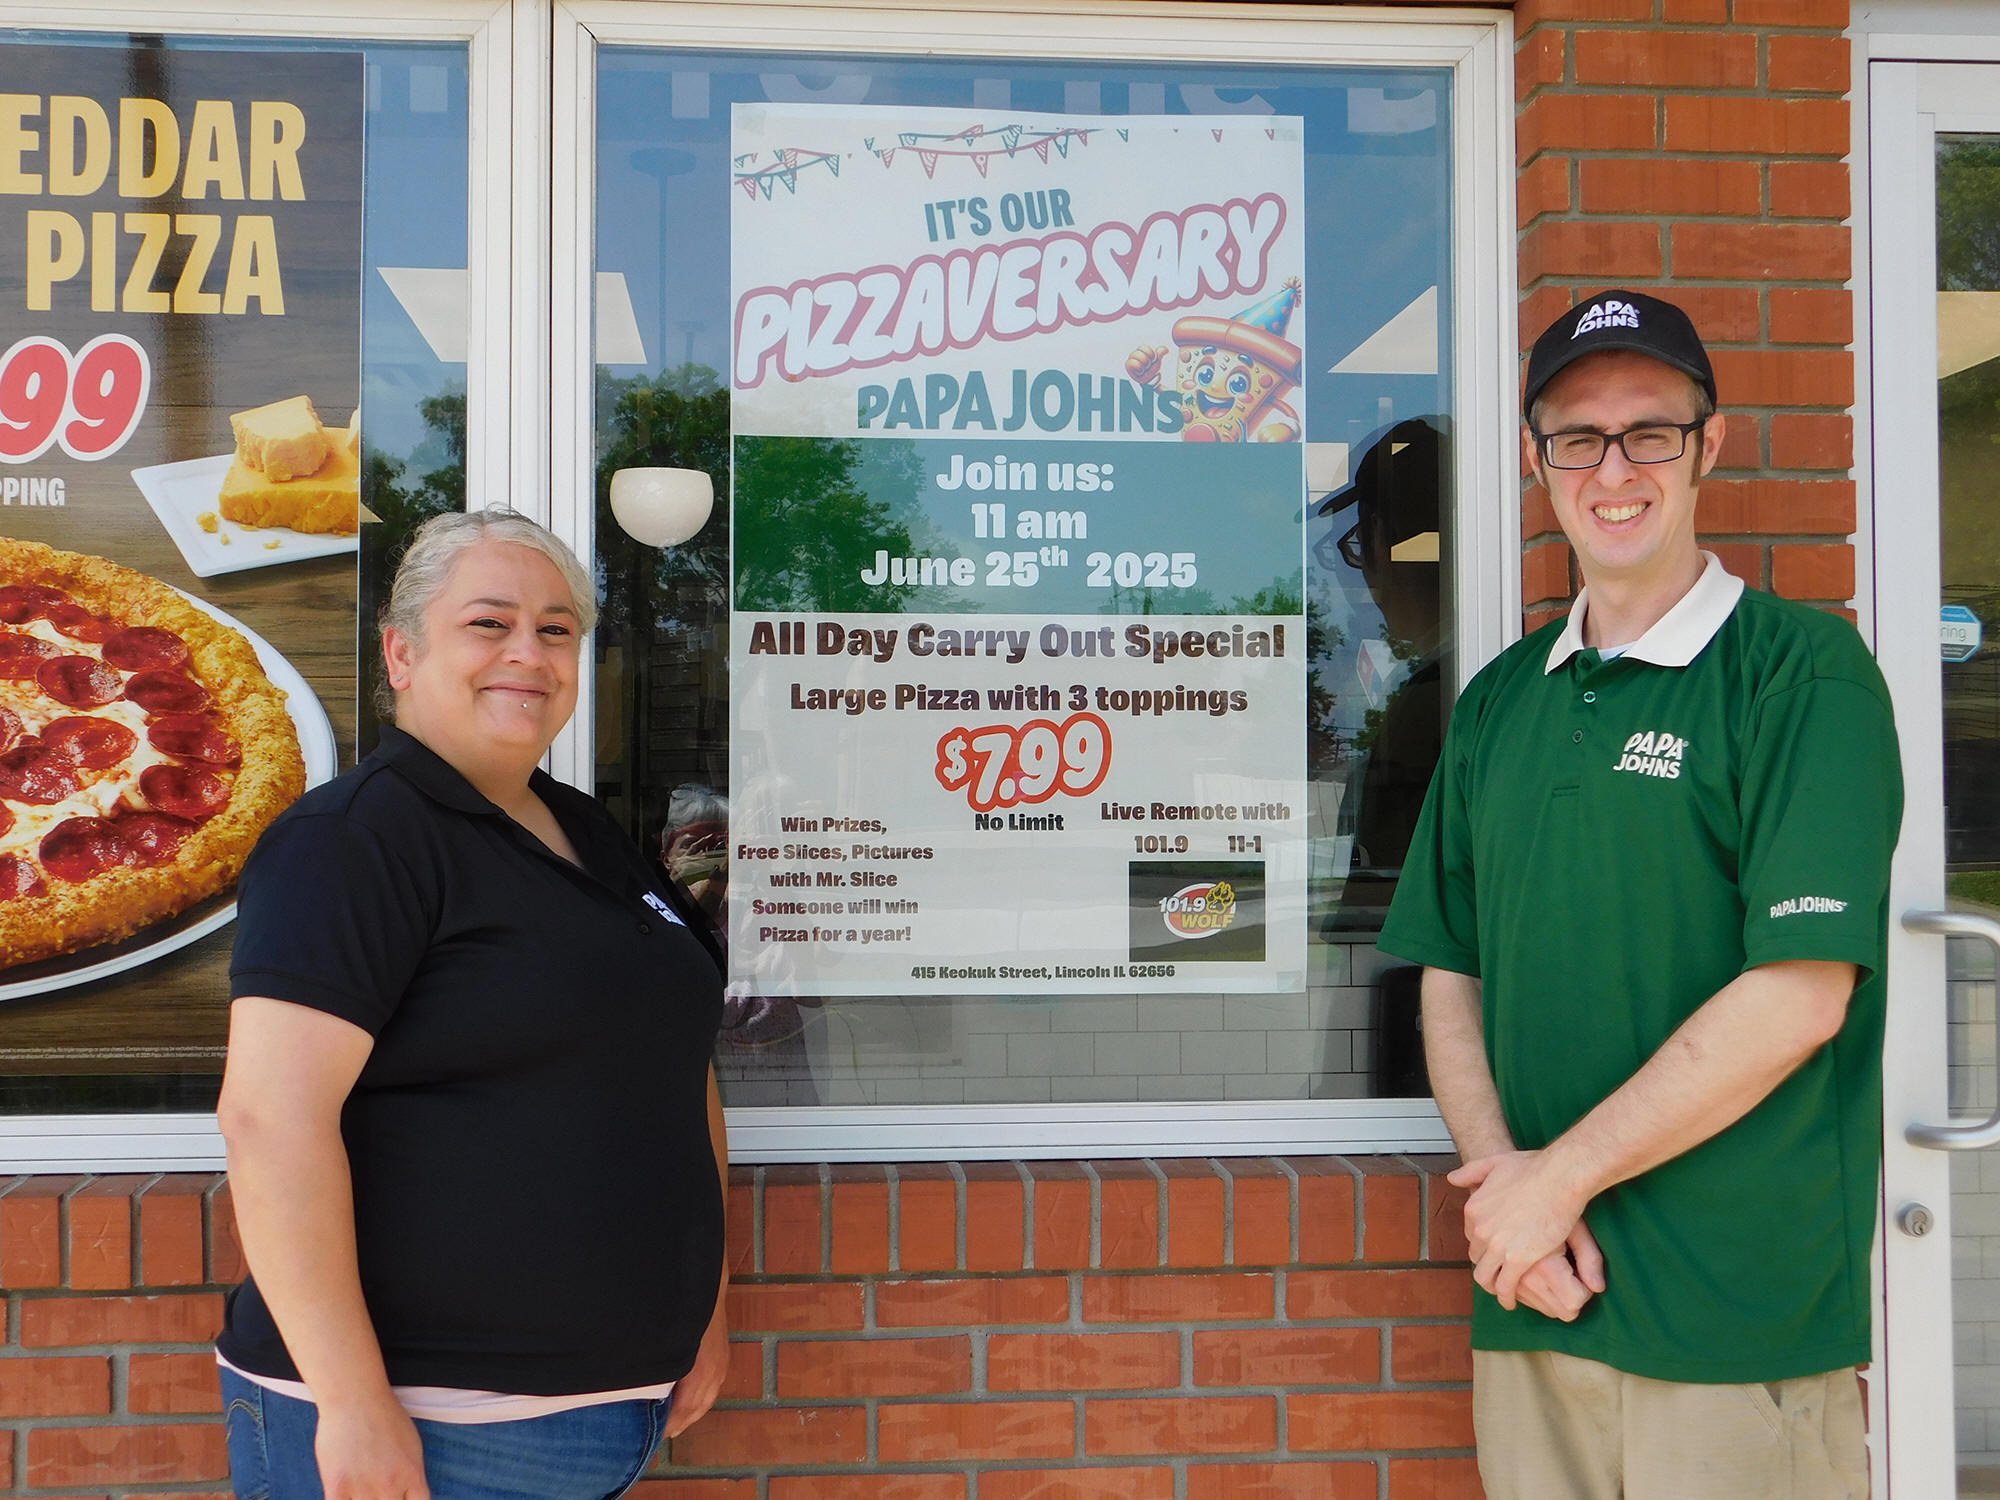 EDDAR
PIZZA
99
PPING
IT'S OUR
PIZZAVERSARY
PAPA JOHNS
Join us:
11 am
June 25th 2025
All Day Carry Out Special
Large Pizza with 3 toppings
$7.99
No Limit
Win Prizes,
Free Slices, Pictures
with Mr. Slice
Someone will win
Pizza for a year!
Live Remote with
101.9 11-1
101.9 FM
WOLF
415 Keokuk Street, Lincoln IL 62656
PAPA
JOHNS
PAPA
JOHNS
PAPA JOHNS
ring